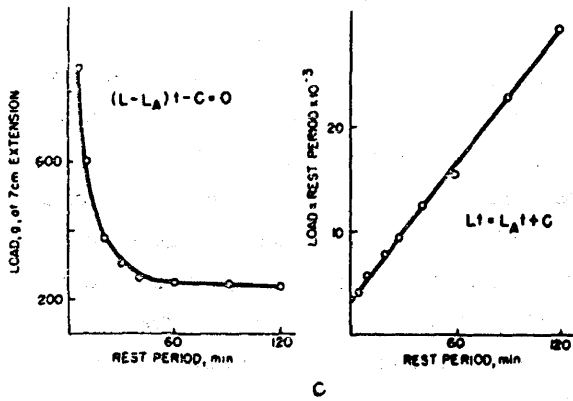 LOAD, g, at 7cm EXTENSION
600
200
(L-L_A) t-C=0
60
120
REST PERIOD, min
LOAD x REST PERIOD x 10^-3
20
10
Lt = L_A t + C
60
120
REST PERIOD, min
C